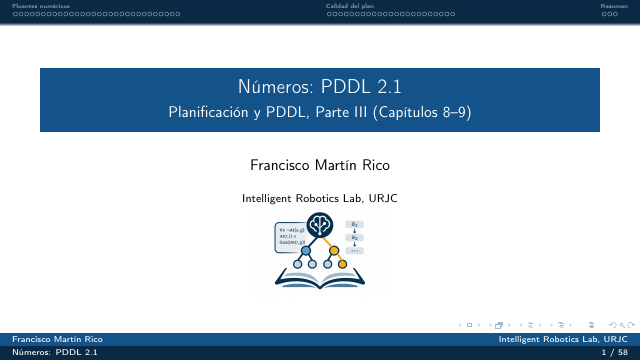 Fluentes numéricos Calidad del plan Resumen
Números: PDDL 2.1
Planificación y PDDL, Parte III (Capítulos 8–9)
Francisco Martín Rico
Intelligent Robotics Lab, URJC
Francisco Martín Rico Intelligent Robotics Lab, URJC
Números: PDDL 2.1 1 / 58